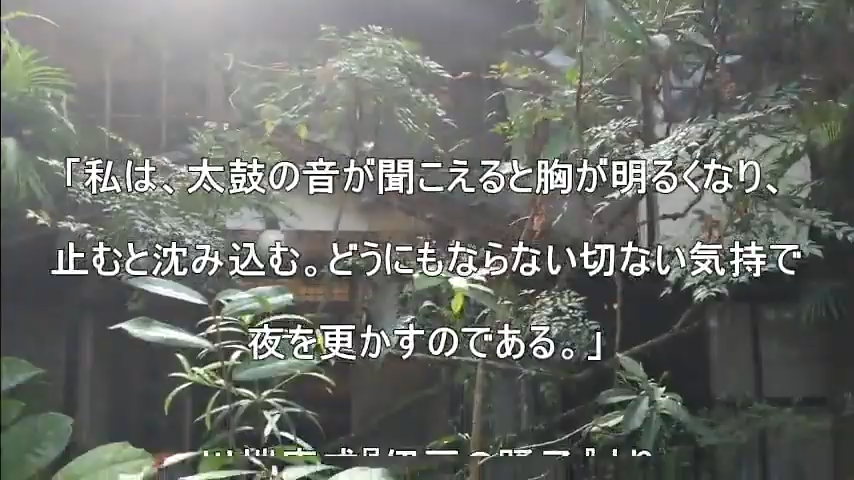 「私は、太鼓の音が聞こえると胸が明るくなり、
止むと沈み込む。どうにもならない切ない気持で
夜を更かすのである。」